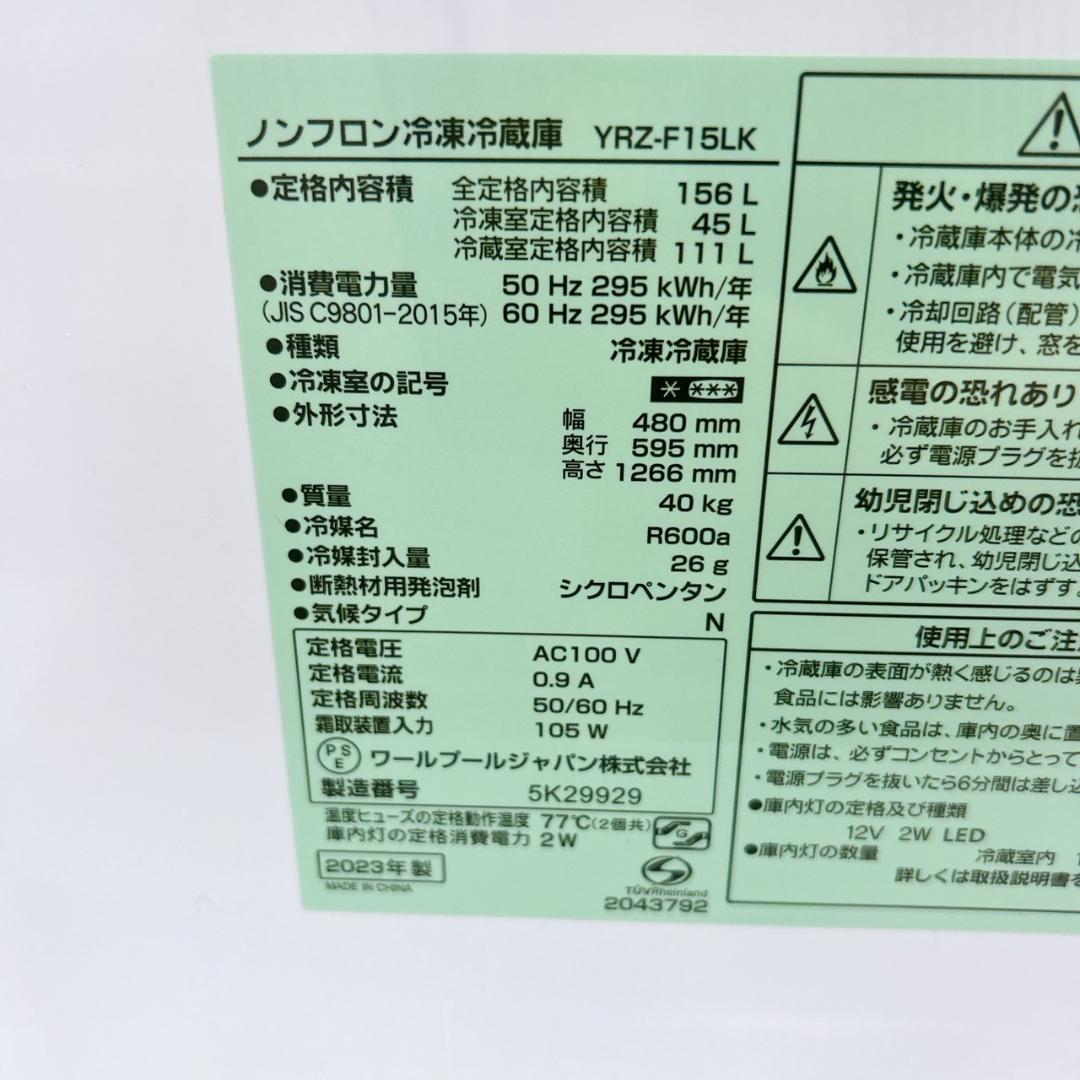 ノンフロン冷凍冷蔵庫 YRZ-F15LK
●定格内容積 全定格内容積 156 L
冷凍室定格内容積 45 L
冷蔵室定格内容積 111 L
●消費電力量 50 Hz 295 kWh/年
(JIS C9801-2015年) 60 Hz 295 kWh/年
●種類 冷凍冷蔵庫
●冷凍室の記号 * ***
●外形寸法 幅 480 mm
奥行 595 mm
高さ 1266 mm
●質量 40 kg
●冷媒名 R600a
●冷媒封入量 26 g
●断熱材用発泡剤 シクロペンタン
●気候タイプ N
定格電圧 AC100 V
定格電流 0.9 A
定格周波数 50/60 Hz
霜取装置入力 105 W
PSE ワールプールジャパン株式会社
製造番号 5K29929
温度ヒューズの定格動作温度 77℃(2個共)
庫内灯の定格消費電力 2W
G
2023年 製
MADE IN CHINA
TÜVRheinland
2043792
発火・爆発の
・冷蔵庫本体の
・冷蔵庫内で電気
・冷却回路(配管)
使用を避け、窓を
感電の恐れあり
・冷蔵庫のお手入れ
必ず電源プラグを
幼児閉じ込めの恐
・リサイクル処理などの
保管され、幼児閉じ込
ドアパッキンをはずす
使用上のご注
・冷蔵庫の表面が熱く感じるのは
食品には影響ありません。
・水気の多い食品は、庫内の奥に置
・電源は、必ずコンセントからとって
・電源プラグを抜いたら6分間は差し込
●庫内灯の定格及び種類
12V 2W LED
●庫内灯の数量 冷蔵室内
詳しくは取扱説明書を